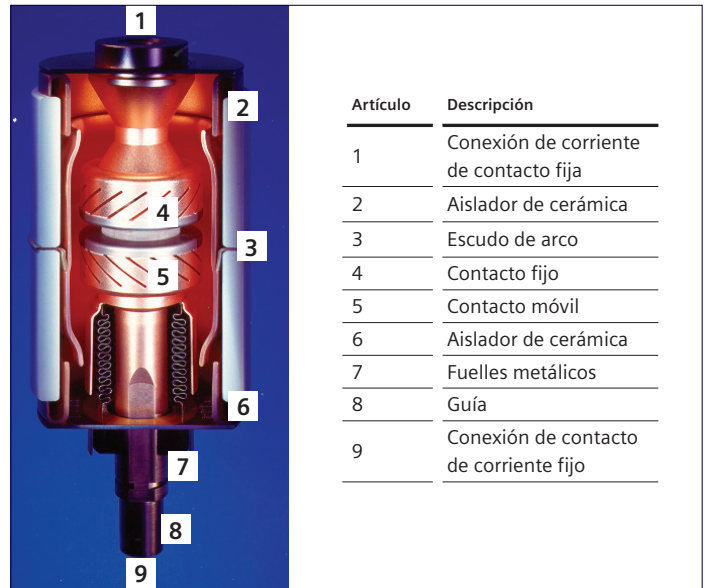 1
2
3
4
5
6
7
8
9
Artículo Descripción
1 Conexión de corriente
de contacto fija
2 Aislador de cerámica
3 Escudo de arco
4 Contacto fijo
5 Contacto móvil
6 Aislador de cerámica
7 Fuelles metálicos
8 Guía
9 Conexión de contacto
de corriente fijo